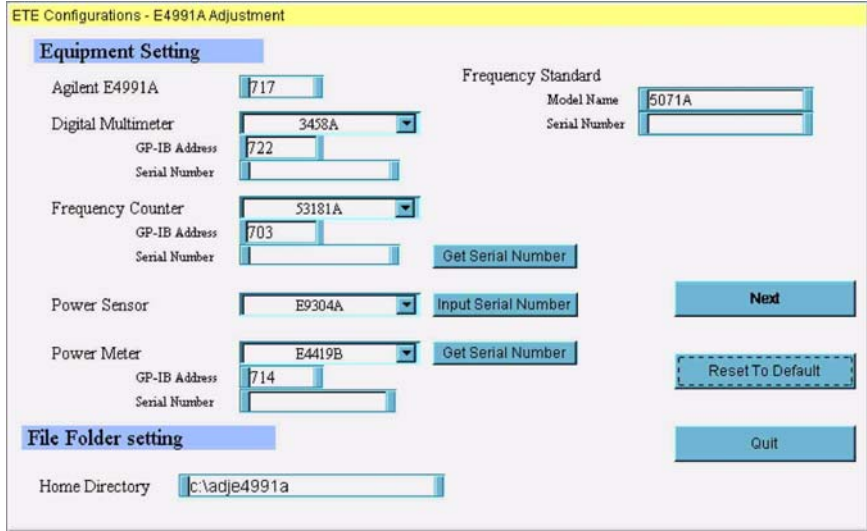 ETE Configurations - E4991A Adjustment
Equipment Setting
Agilent E4991A 717
Digital Multimeter 3458A
GP-IB Address 722
Serial Number
Frequency Counter 53181A
GP-IB Address 703
Serial Number Get Serial Number
Power Sensor E9304A Input Serial Number
Power Meter E4419B Get Serial Number
GP-IB Address 714
Serial Number
Frequency Standard
Model Name 5071A
Serial Number
Next
Reset To Default
Quit
File Folder setting
Home Directory c:\adje4991a